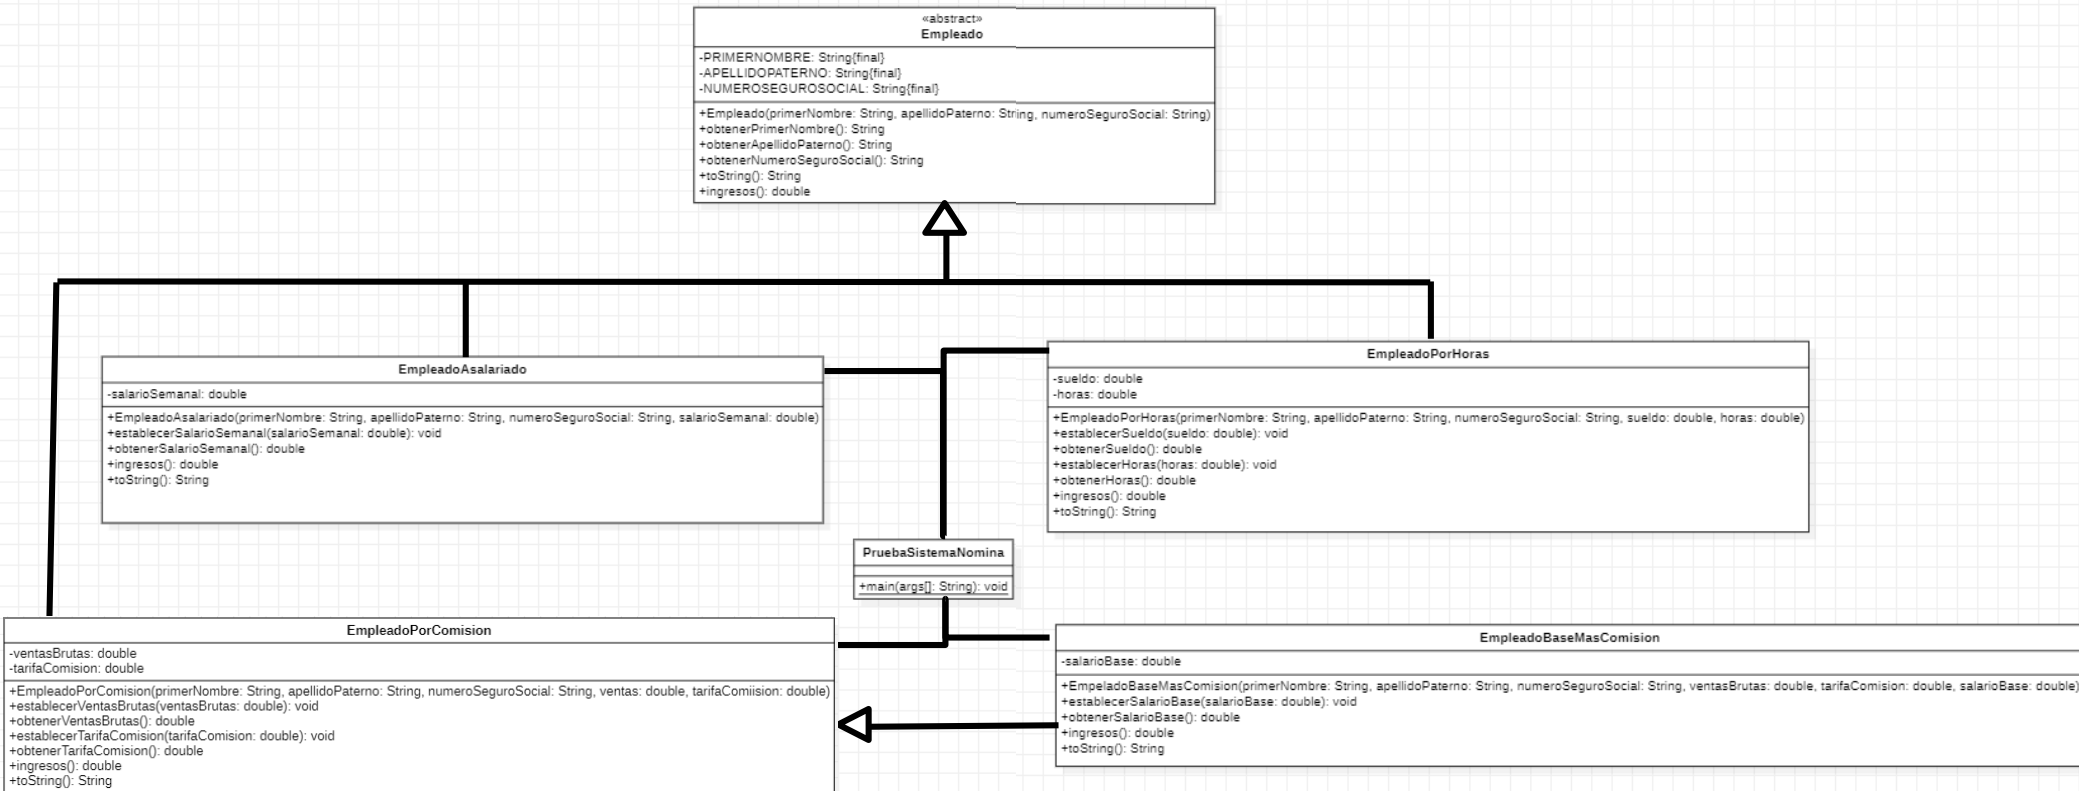 «abstract»
Empleado
-PRIMERNOMBRE: String{final}
-APELLIDOPATERNO: String{final}
-NUMEROSEGUROSOCIAL: String{final}
+Empleado(primerNombre: String, apellidoPaterno: String, numeroSeguroSocial: String)
+obtenerPrimerNombre(): String
+obtenerApellidoPaterno(): String
+obtenerNumeroSeguroSocial(): String
+toString(): String
+ingresos(): double
EmpleadoAsalariado
-salarioSemanal: double
+EmpleadoAsalariado(primerNombre: String, apellidoPaterno: String, numeroSeguroSocial: String, salarioSemanal: double)
+establecerSalarioSemanal(salarioSemanal: double): void
+obtenerSalarioSemanal(): double
+ingresos(): double
+toString(): String
EmpleadoPorHoras
-sueldo: double
-horas: double
+EmpleadoPorHoras(primerNombre: String, apellidoPaterno: String, numeroSeguroSocial: String, sueldo: double, horas: double)
+establecerSueldo(sueldo: double): void
+obtenerSueldo(): double
+establecerHoras(horas: double): void
+obtenerHoras(): double
+ingresos(): double
+toString(): String
PruebaSistemaNomina
+main(args[]: String): void
EmpleadoPorComision
-ventasBrutas: double
-tarifaComision: double
+EmpleadoPorComision(primerNombre: String, apellidoPaterno: String, numeroSeguroSocial: String, ventas: double, tarifaComiision: double)
+establecerVentasBrutas(ventasBrutas: double): void
+obtenerVentasBrutas(): double
+establecerTarifaComision(tarifaComision: double): void
+obtenerTarifaComision(): double
+ingresos(): double
+toString(): String
EmpleadoBaseMasComision
-salarioBase: double
+EmpeladoBaseMasComision(primerNombre: String, apellidoPaterno: String, numeroSeguroSocial: String, ventasBrutas: double, tarifaComision: double, salarioBase: double)
+establecerSalarioBase(salarioBase: double): void
+obtenerSalarioBase(): double
+ingresos(): double
+toString(): String